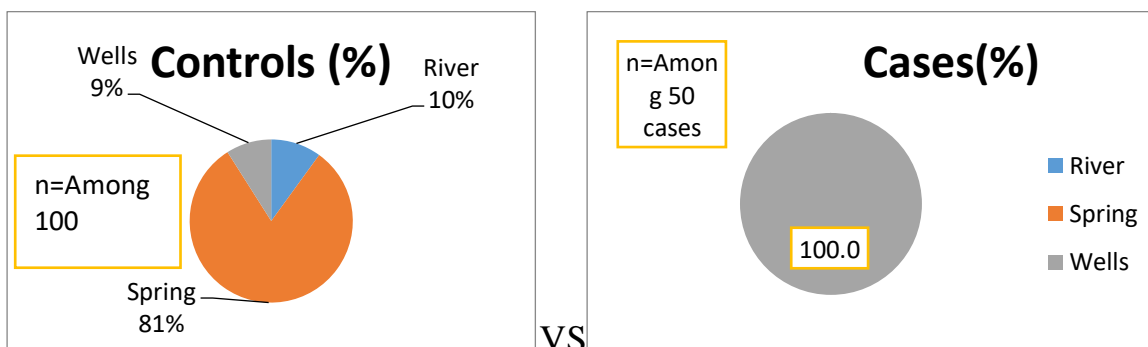 Controls (%)
Wells
9%
River
10%
n=Among
100
Spring
81%
VS
Cases(%)
n=Amon
g 50
cases
100.0
River
Spring
Wells